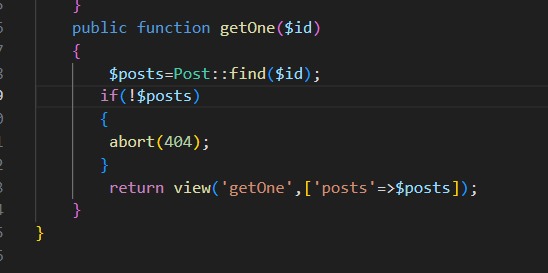 }
public function getOne($id)
{
$posts=Post::find($id);
if(!$posts)
{
abort(404);
}
return view('getOne',['posts'=>$posts]);
}
}